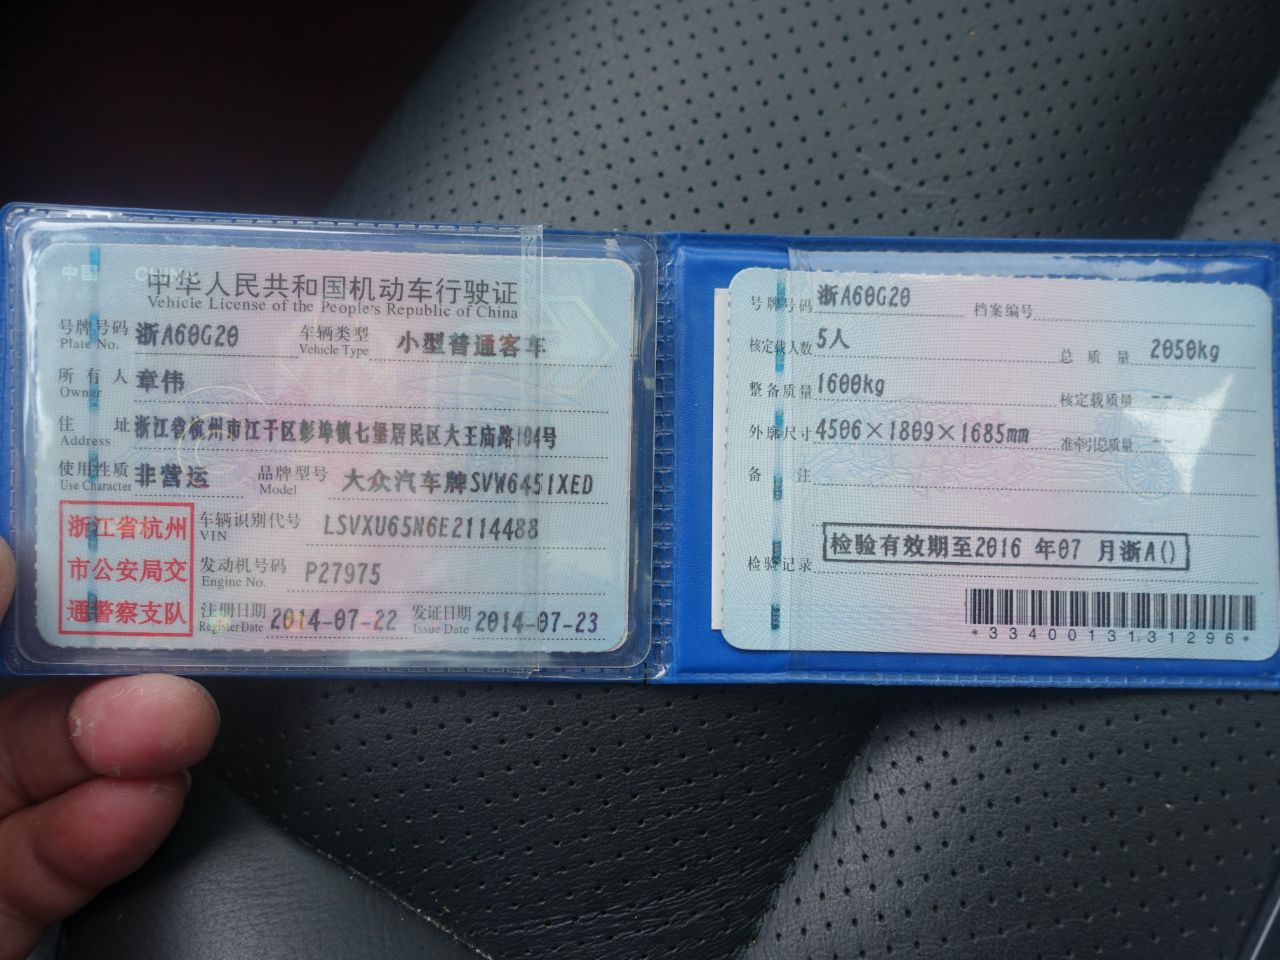 中国 CHINA
中华人民共和国机动车行驶证
Vehicle License of the People's Republic of China
号牌号码 浙A60G20 车辆类型 小型普通客车
Plate No. Vehicle Type
所有人 章伟
Owner
住址 浙江省杭州市江干区彭埠镇七堡居民区大王庙路104号
Address
使用性质 非营运 品牌型号 大众汽车牌SVW6451XED
Use Character Model
浙江省杭州
市公安局交
通警察支队
车辆识别代号 LSVXU65N6E2114488
VIN
发动机号码 P27975
Engine No.
注册日期 2014-07-22 发证日期 2014-07-23
Register Date Issue Date
号牌号码 浙A60G20 档案编号
核定载人数 5人 总质量 2050kg
整备质量 1600kg 核定载质量 --
外廓尺寸 4506×1809×1685mm 准牵引总质量 --
备注
检验记录 检验有效期至2016 年07 月浙A()
*3340013131296*